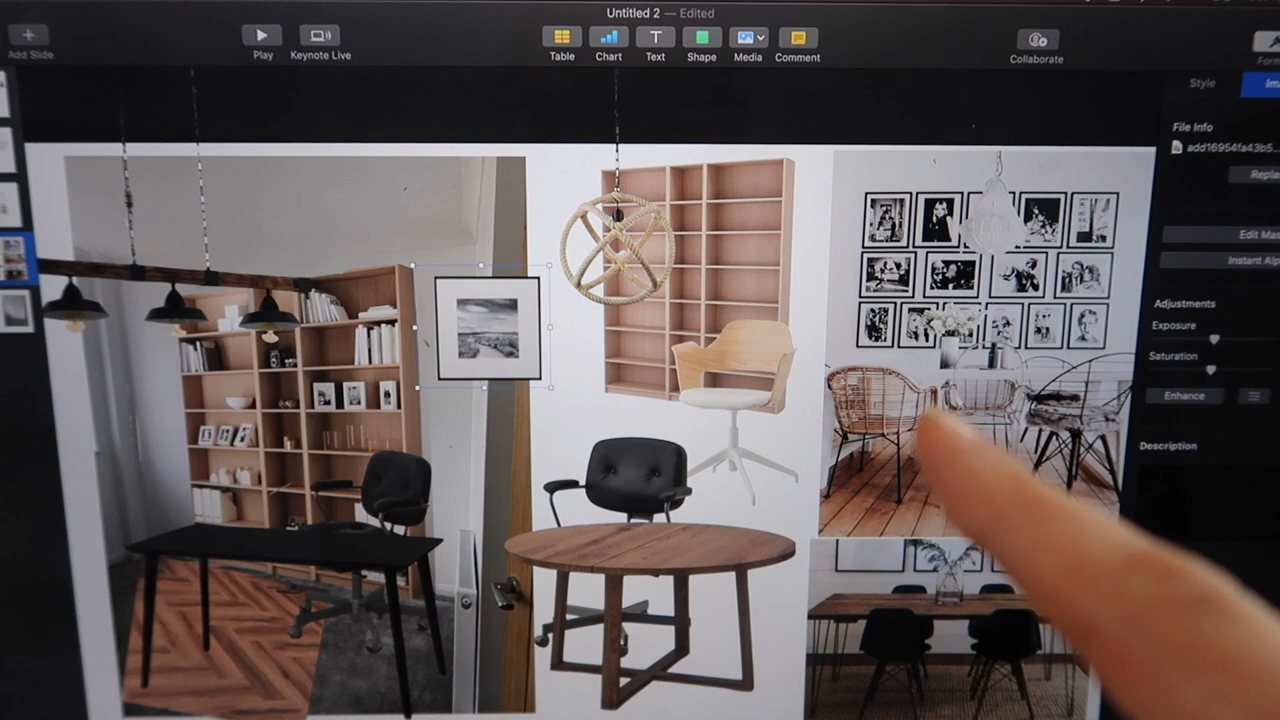 Untitled 2 — Edited
Add Slide
Play
Keynote Live
Table
Chart
Text
Shape
Media
Comment
Collaborate
Style
File Info
add16954fa43b5...
Edit
Adjustments
Exposure
Saturation
Enhance
Description